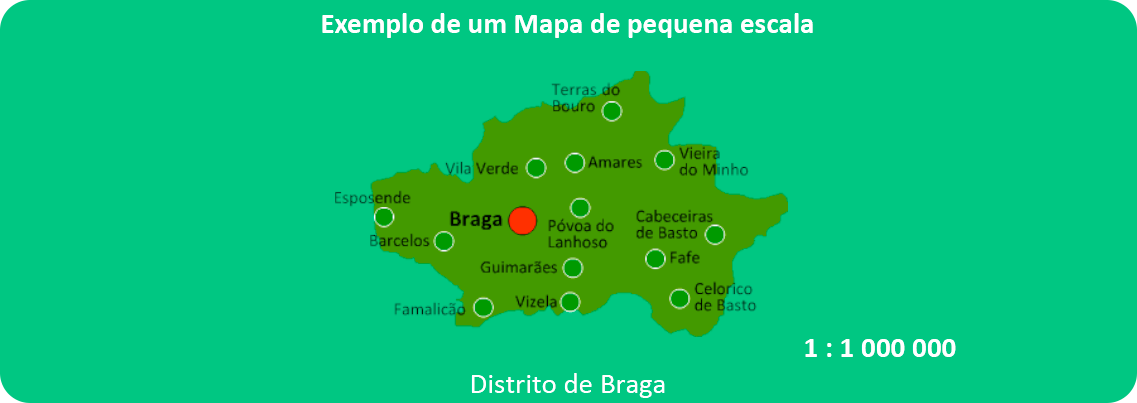 Exemplo de um Mapa de pequena escala
Terras do
Bouro
Vila Verde
Amares
Vieira
do Minho
Esposende
Braga
Póvoa do
Lanhoso
Cabeceiras
de Basto
Barcelos
Fafe
Guimarães
Celorico
de Basto
Vizela
Famalicão
1 : 1 000 000
Distrito de Braga